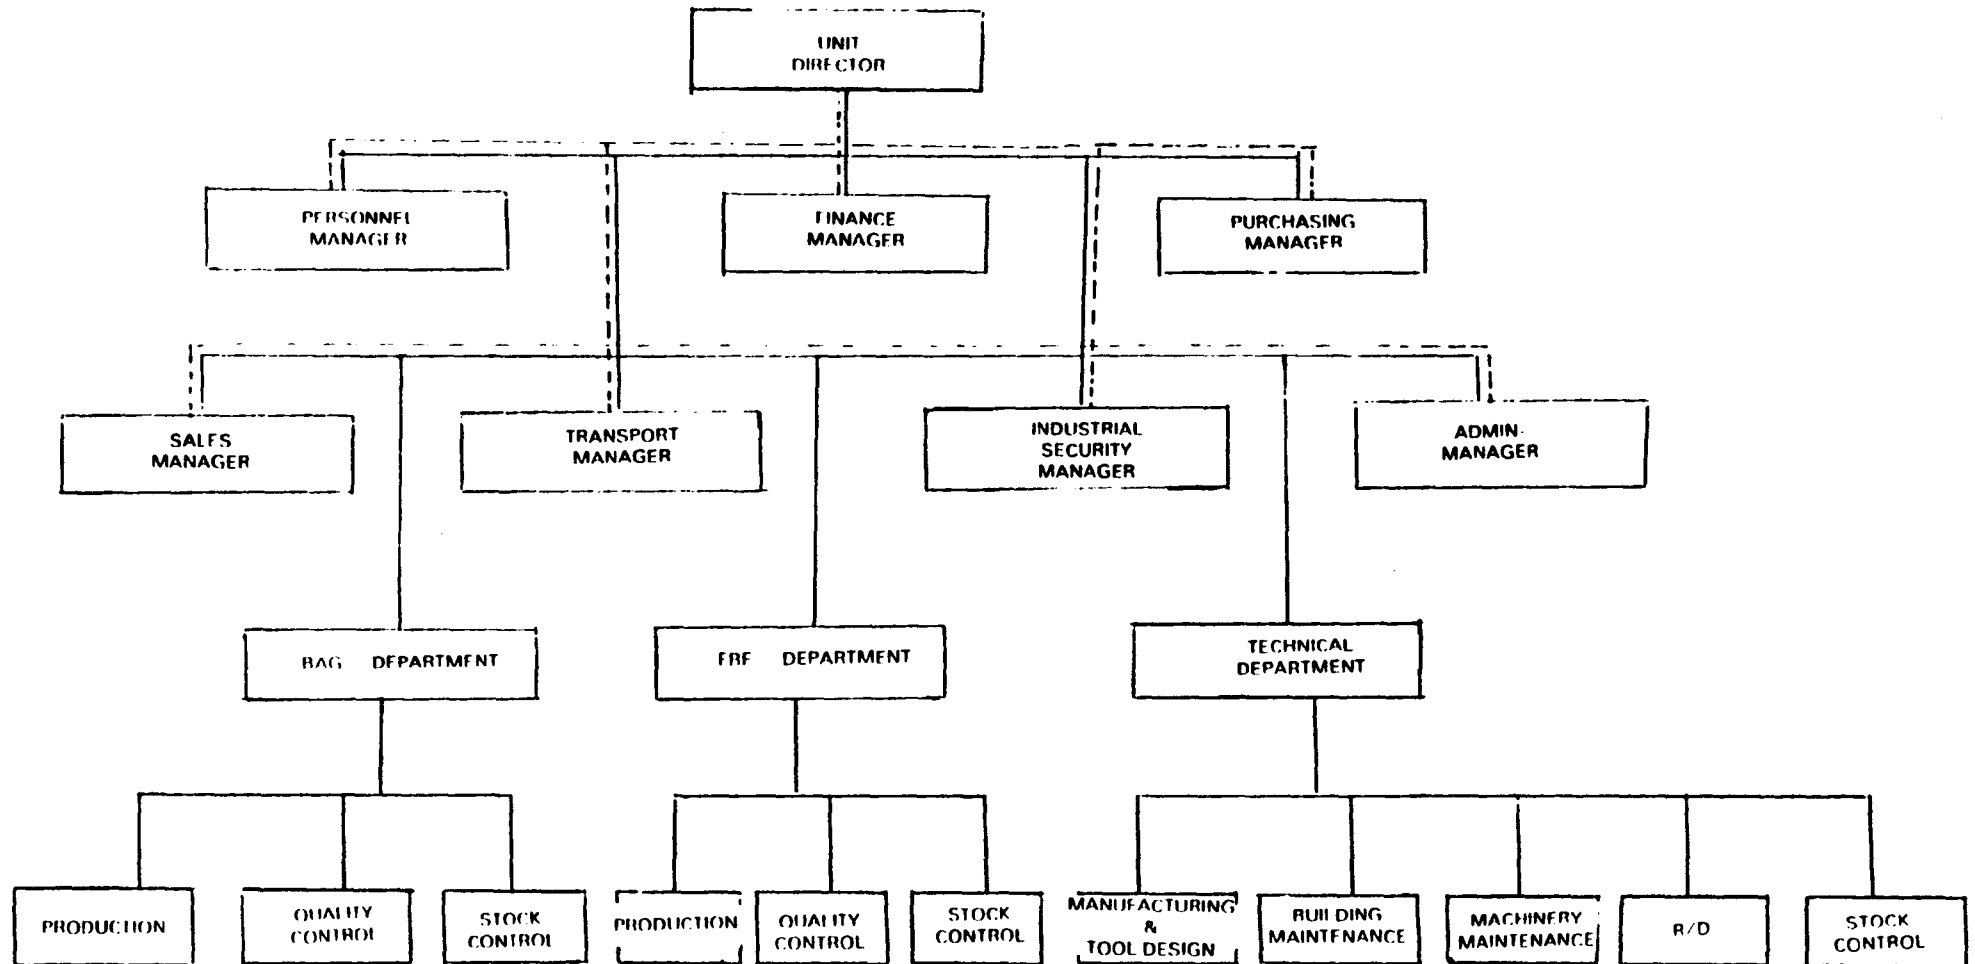 UNIT
DIRECTOR
PERSONNEL
MANAGER
FINANCE
MANAGER
PURCHASING
MANAGER
SALES
MANAGER
TRANSPORT
MANAGER
INDUSTRIAL
SECURITY
MANAGER
ADMIN-
MANAGER
BAG DEPARTMENT
DEPARTMENT
TECHNICAL
DEPARTMENT
PRODUCTION
QUALITY
CONTROL
STOCK
CONTROL
PRODUCTION
QUALITY
CONTROL
STOCK
CONTROL
MANUFACTURING
&
TOOL DESIGN
BUILDING
MAINTENANCE
MACHINERY
MAINTENANCE
R/D
STOCK
CONTROL